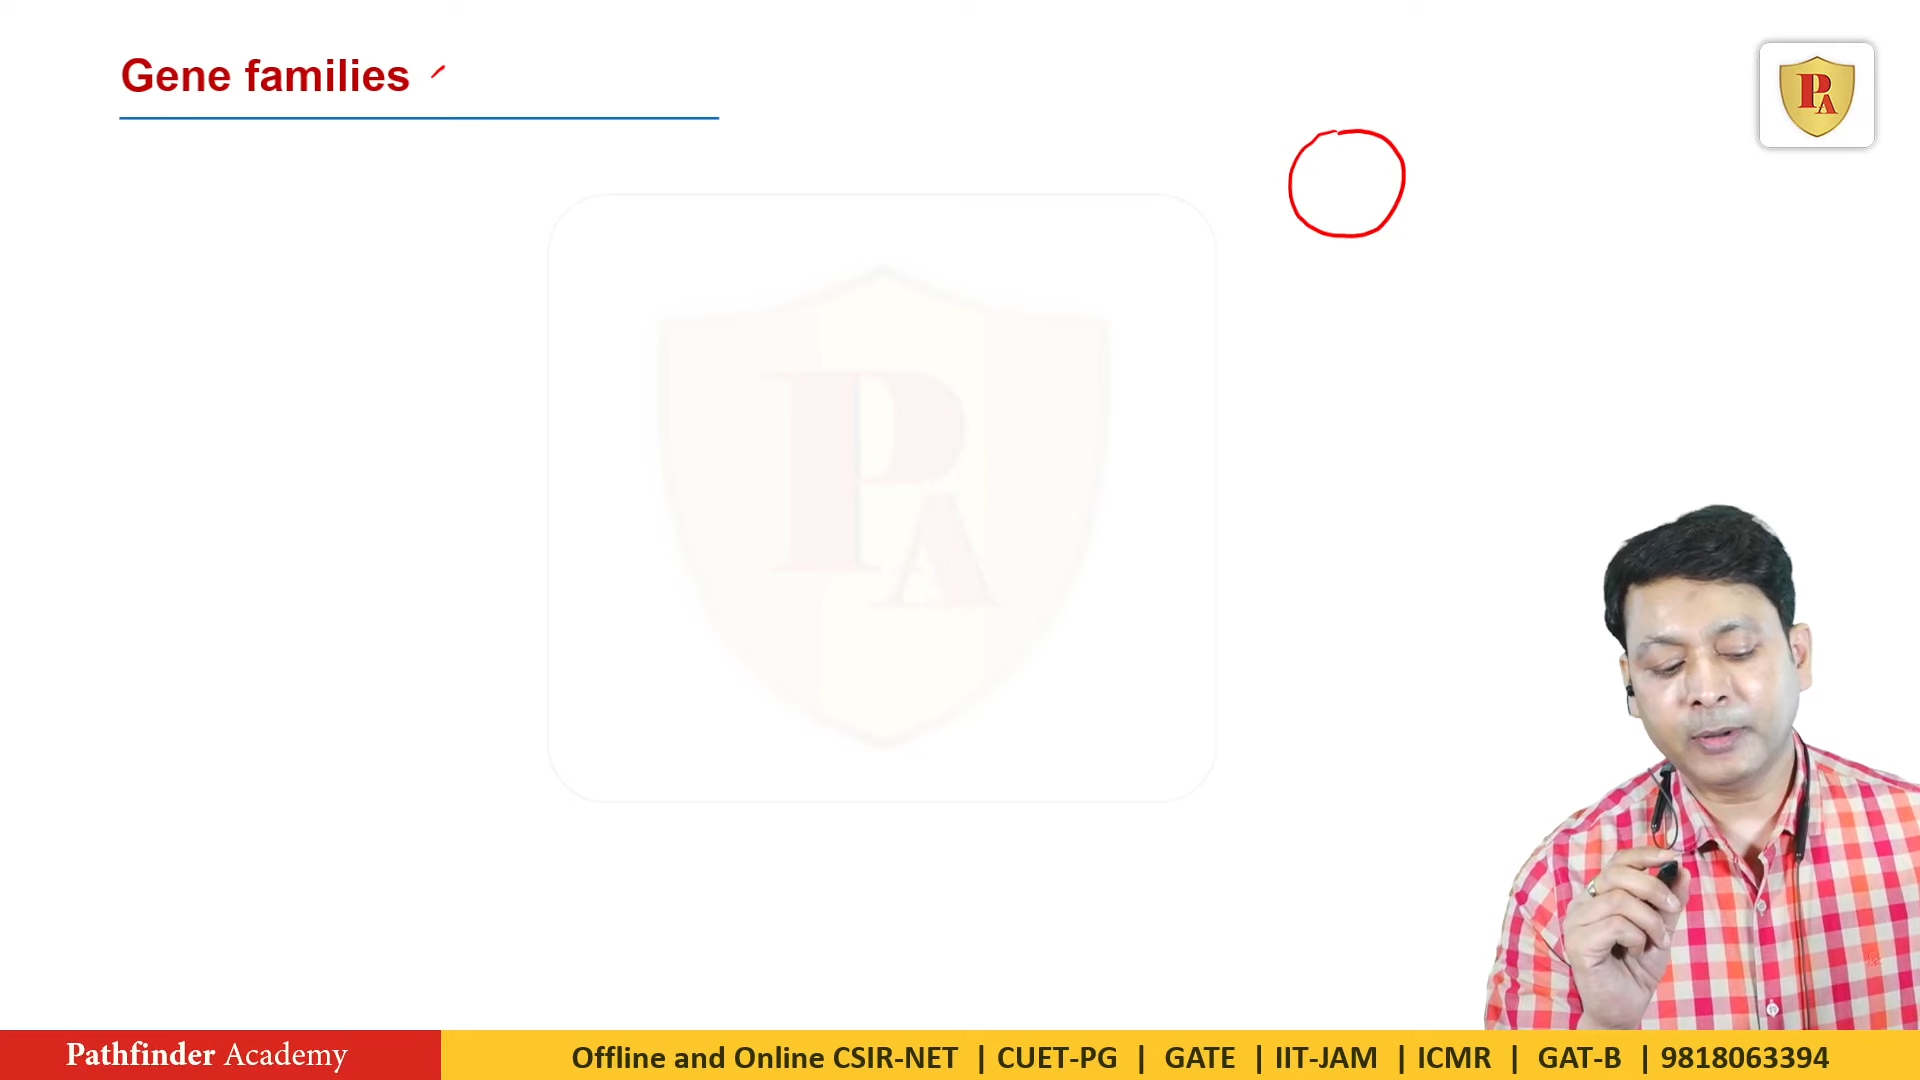 Gene families
PA
PA
Pathfinder Academy
Offline and Online CSIR-NET | CUET-PG | GATE | IIT-JAM | ICMR | GAT-B | 9818063394